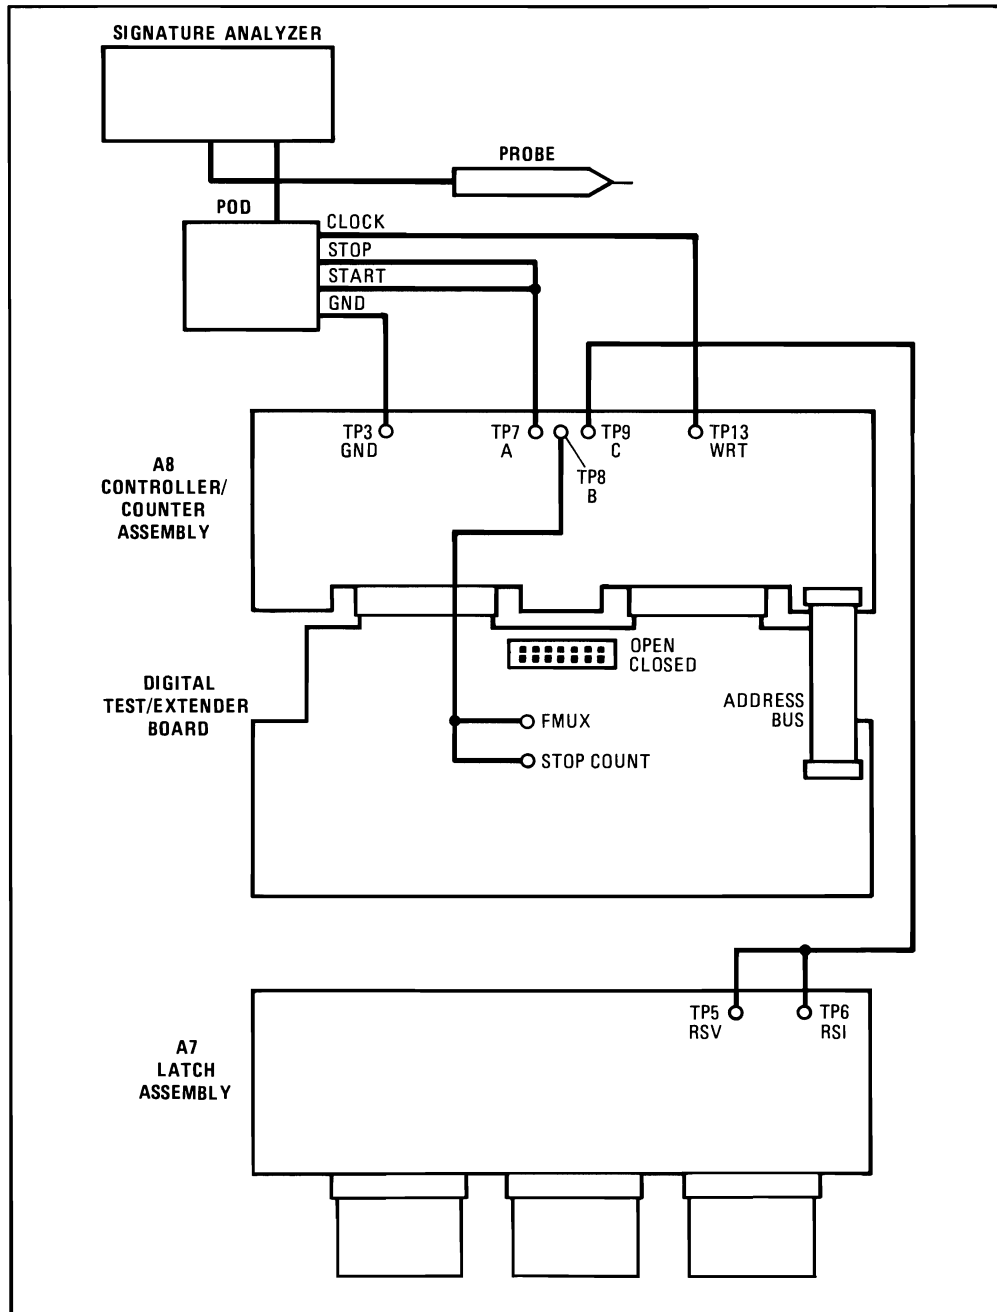 SIGNATURE ANALYZER
PROBE
POD
CLOCK
STOP
START
GND
TP3
GND
TP7
A
TP8
B
TP9
C
TP13
WRT
A8
CONTROLLER/
COUNTER
ASSEMBLY
OPEN
CLOSED
DIGITAL
TEST/EXTENDER
BOARD
ADDRESS
BUS
FMUX
STOP COUNT
TP5
RSV
TP6
RSI
A7
LATCH
ASSEMBLY